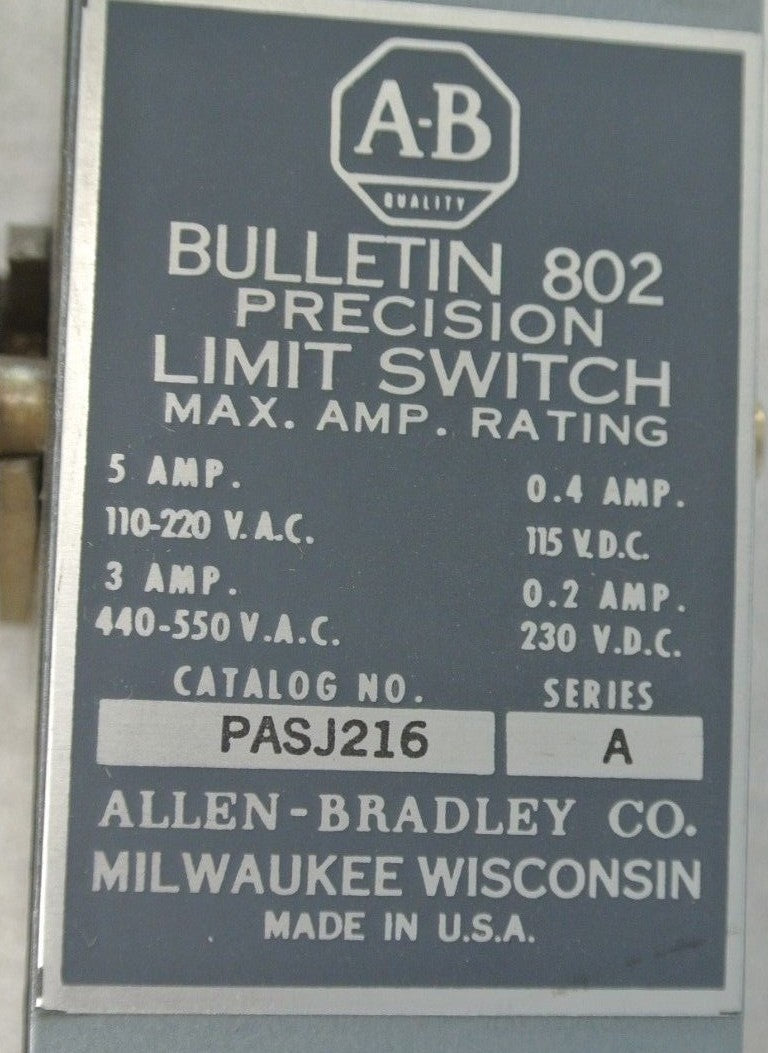 A-B
QUALITY
BULLETIN 802
PRECISION
LIMIT SWITCH
MAX. AMP. RATING
5 AMP.
110-220 V.A.C.
3 AMP.
440-550 V.A.C.
0.4 AMP.
115 V.D.C.
0.2 AMP.
230 V.D.C.
CATALOG NO. SERIES
PASJ216 A
ALLEN-BRADLEY CO.
MILWAUKEE WISCONSIN
MADE IN U.S.A.